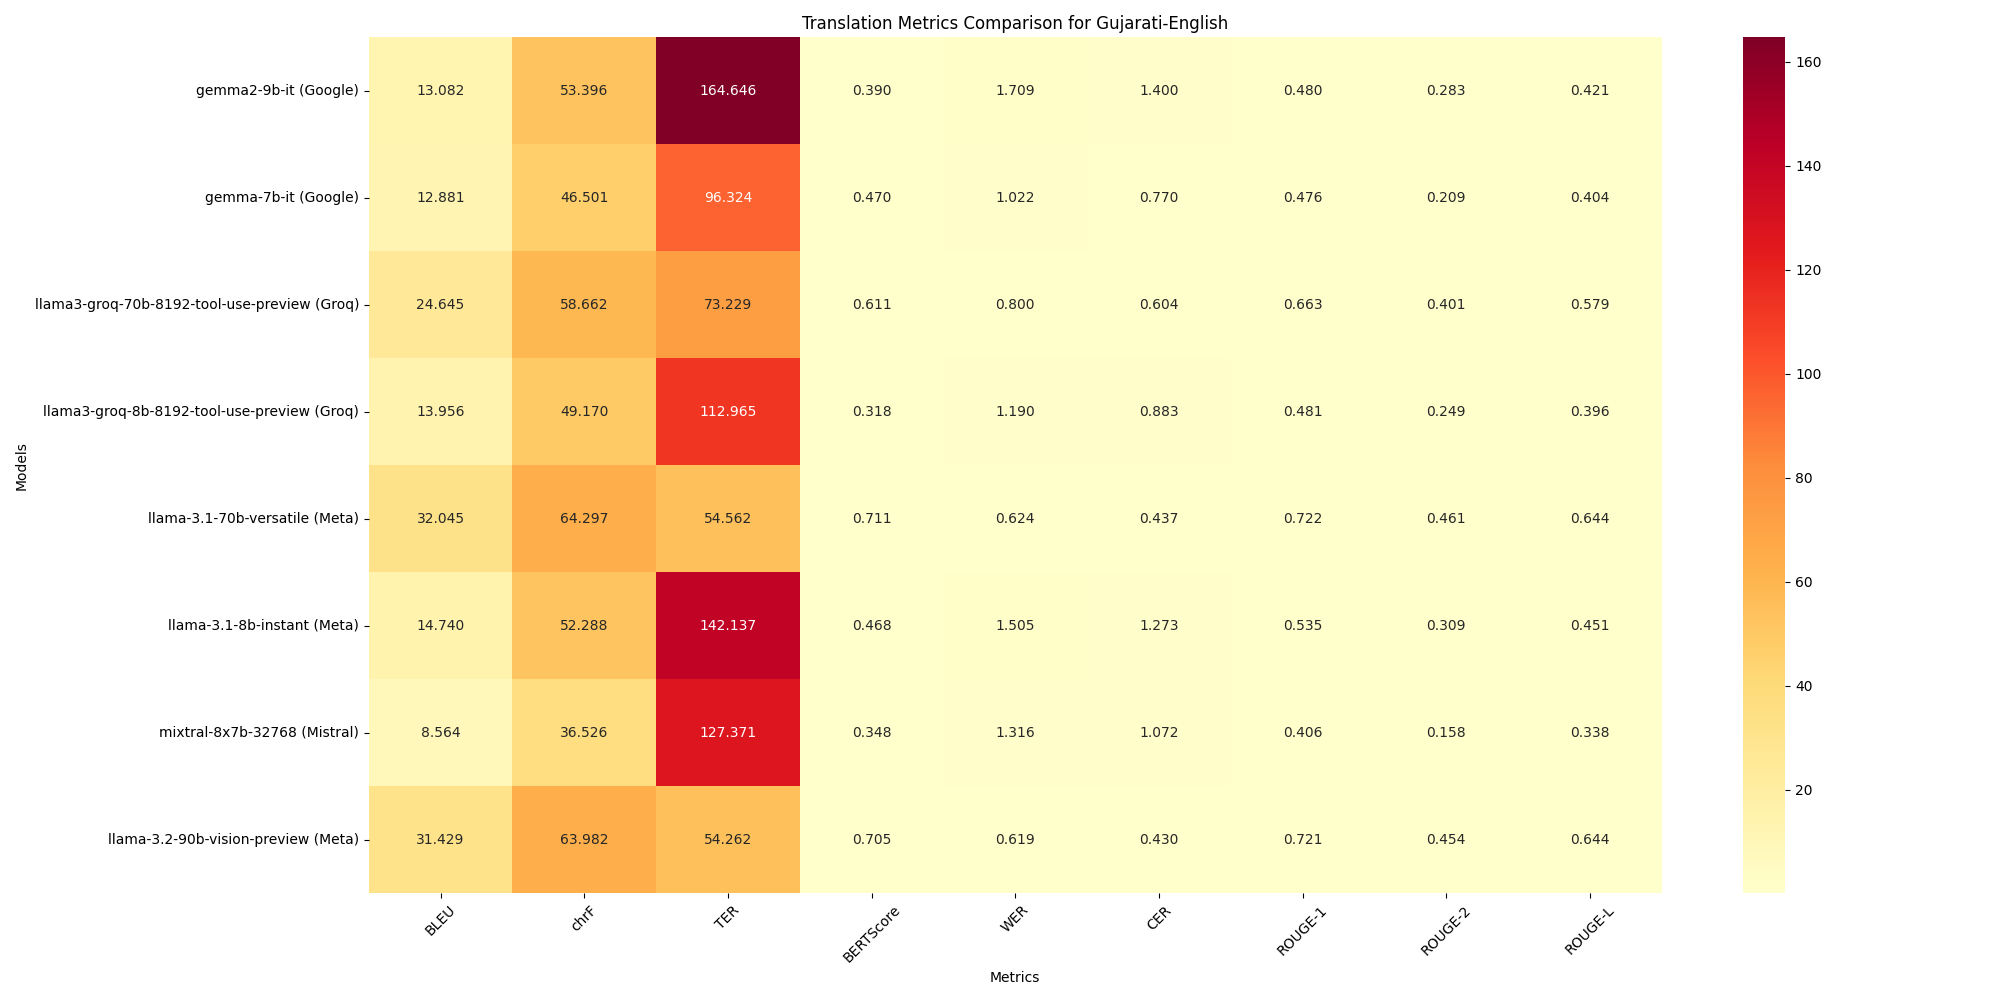 Translation Metrics Comparison for Gujarati-English
gemma2-9b-it (Google) 13.082 53.396 164.646 0.390 1.709 1.400 0.480 0.283 0.421
gemma-7b-it (Google) 12.881 46.501 96.324 0.470 1.022 0.770 0.476 0.209 0.404
llama3-groq-70b-8192-tool-use-preview (Groq) 24.645 58.662 73.229 0.611 0.800 0.604 0.663 0.401 0.579
llama3-groq-8b-8192-tool-use-preview (Groq) 13.956 49.170 112.965 0.318 1.190 0.883 0.481 0.249 0.396
llama-3.1-70b-versatile (Meta) 32.045 64.297 54.562 0.711 0.624 0.437 0.722 0.461 0.644
llama-3.1-8b-instant (Meta) 14.740 52.288 142.137 0.468 1.505 1.273 0.535 0.309 0.451
mixtral-8x7b-32768 (Mistral) 8.564 36.526 127.371 0.348 1.316 1.072 0.406 0.158 0.338
llama-3.2-90b-vision-preview (Meta) 31.429 63.982 54.262 0.705 0.619 0.430 0.721 0.454 0.644
Models
BLEU chrF TER BERTScore WER CER ROUGE-1 ROUGE-2 ROUGE-L
Metrics
160
140
120
100
80
60
40
20